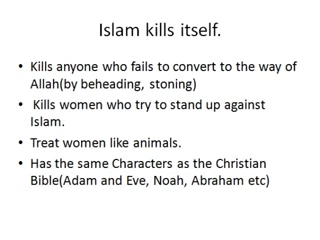 Islam kills itself.
• Kills anyone who fails to convert to the way of
Allah(by beheading, stoning)
• Kills women who try to stand up against
Islam.
• Treat women like animals.
• Has the same Characters as the Christian
Bible(Adam and Eve, Noah, Abraham etc)